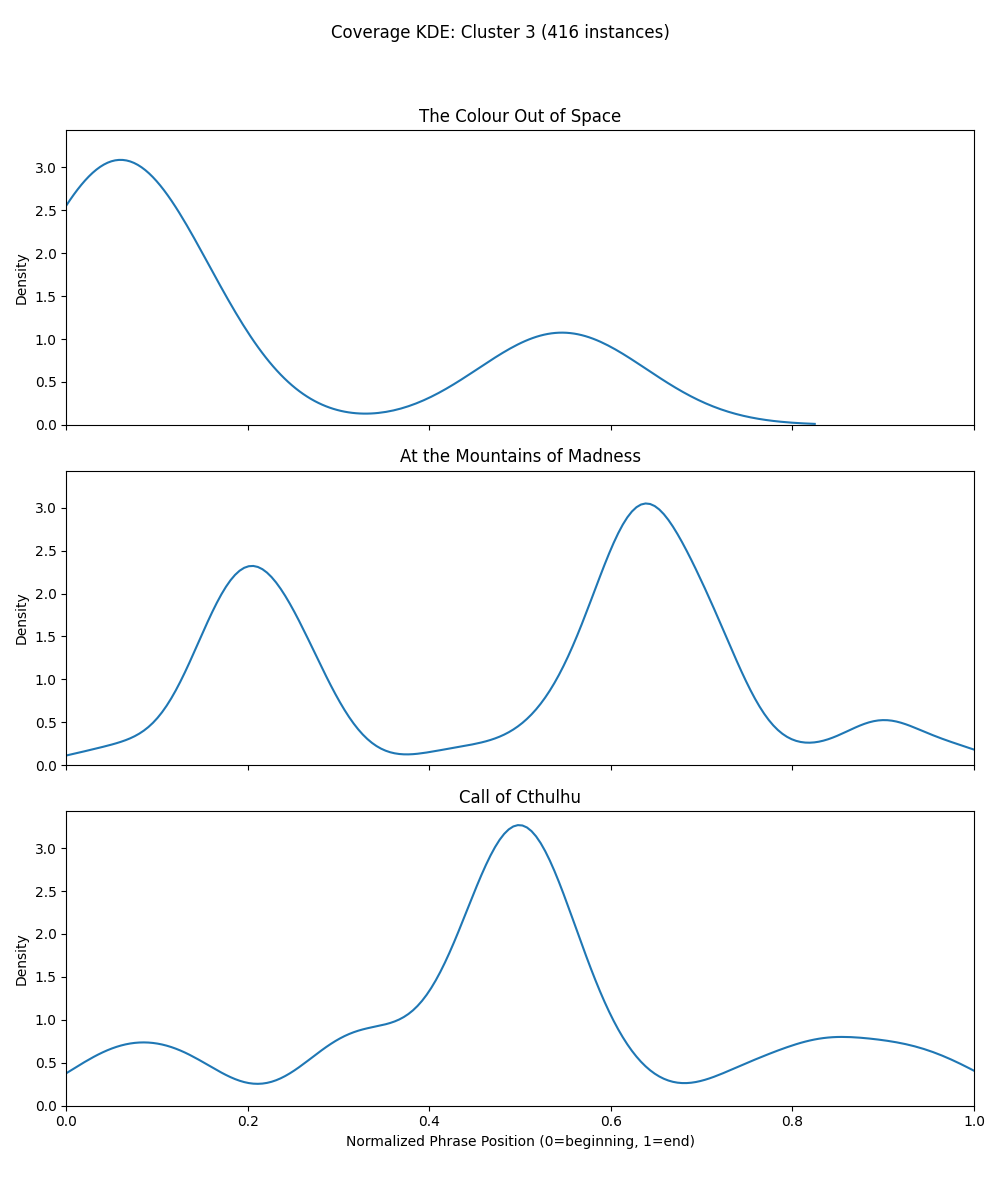 Coverage KDE: Cluster 3 (416 instances)
The Colour Out of Space
3.0
2.5
2.0
1.5
1.0
0.5
0.0
Density
At the Mountains of Madness
3.0
2.5
2.0
1.5
1.0
0.5
0.0
Density
Call of Cthulhu
3.0
2.5
2.0
1.5
1.0
0.5
0.0
Density
0.0 0.2 0.4 0.6 0.8 1.0
Normalized Phrase Position (0=beginning, 1=end)